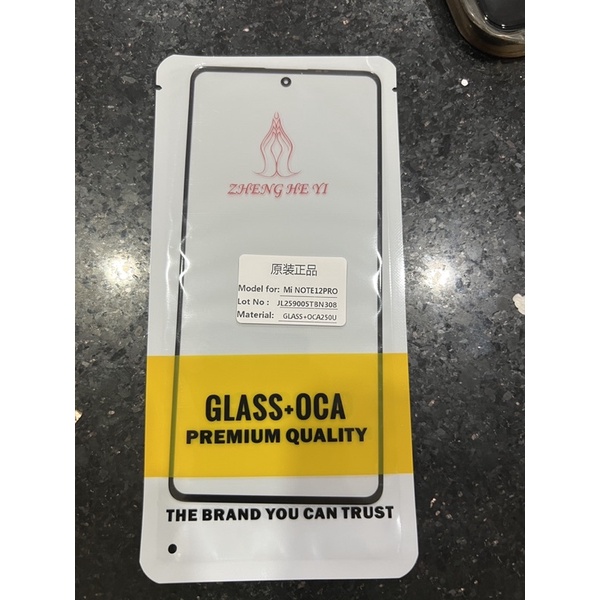 ZHENG HE YI
原装正品
Model for: Mi NOTE12PRO
Lot No : JL259005TBN308
Material: GLASS+OCA250U
GLASS+OCA
PREMIUM QUALITY
THE BRAND YOU CAN TRUST